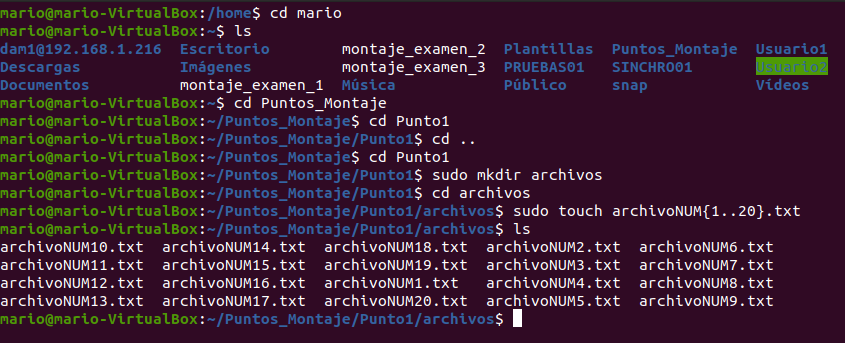 mario@mario-VirtualBox:/home$ cd mario
mario@mario-VirtualBox:~$ ls
dam1@192.168.1.216  Escritorio       montaje_examen_2  Plantillas  Puntos_Montaje  Usuario1
Descargas           Imágenes         montaje_examen_3  PRUEBAS01   SINCHRO01       Usuario2
Documentos          montaje_examen_1  Música            Público     snap            Vídeos
mario@mario-VirtualBox:~$ cd Puntos_Montaje
mario@mario-VirtualBox:~/Puntos_Montaje$ cd Punto1
mario@mario-VirtualBox:~/Puntos_Montaje/Punto1$ cd ..
mario@mario-VirtualBox:~/Puntos_Montaje$ cd Punto1
mario@mario-VirtualBox:~/Puntos_Montaje/Punto1$ sudo mkdir archivos
mario@mario-VirtualBox:~/Puntos_Montaje/Punto1$ cd archivos
mario@mario-VirtualBox:~/Puntos_Montaje/Punto1/archivos$ sudo touch archivoNUM{1..20}.txt
mario@mario-VirtualBox:~/Puntos_Montaje/Punto1/archivos$ ls
archivoNUM10.txt  archivoNUM14.txt  archivoNUM18.txt  archivoNUM2.txt  archivoNUM6.txt
archivoNUM11.txt  archivoNUM15.txt  archivoNUM19.txt  archivoNUM3.txt  archivoNUM7.txt
archivoNUM12.txt  archivoNUM16.txt  archivoNUM1.txt   archivoNUM4.txt  archivoNUM8.txt
archivoNUM13.txt  archivoNUM17.txt  archivoNUM20.txt  archivoNUM5.txt  archivoNUM9.txt
mario@mario-VirtualBox:~/Puntos_Montaje/Punto1/archivos$